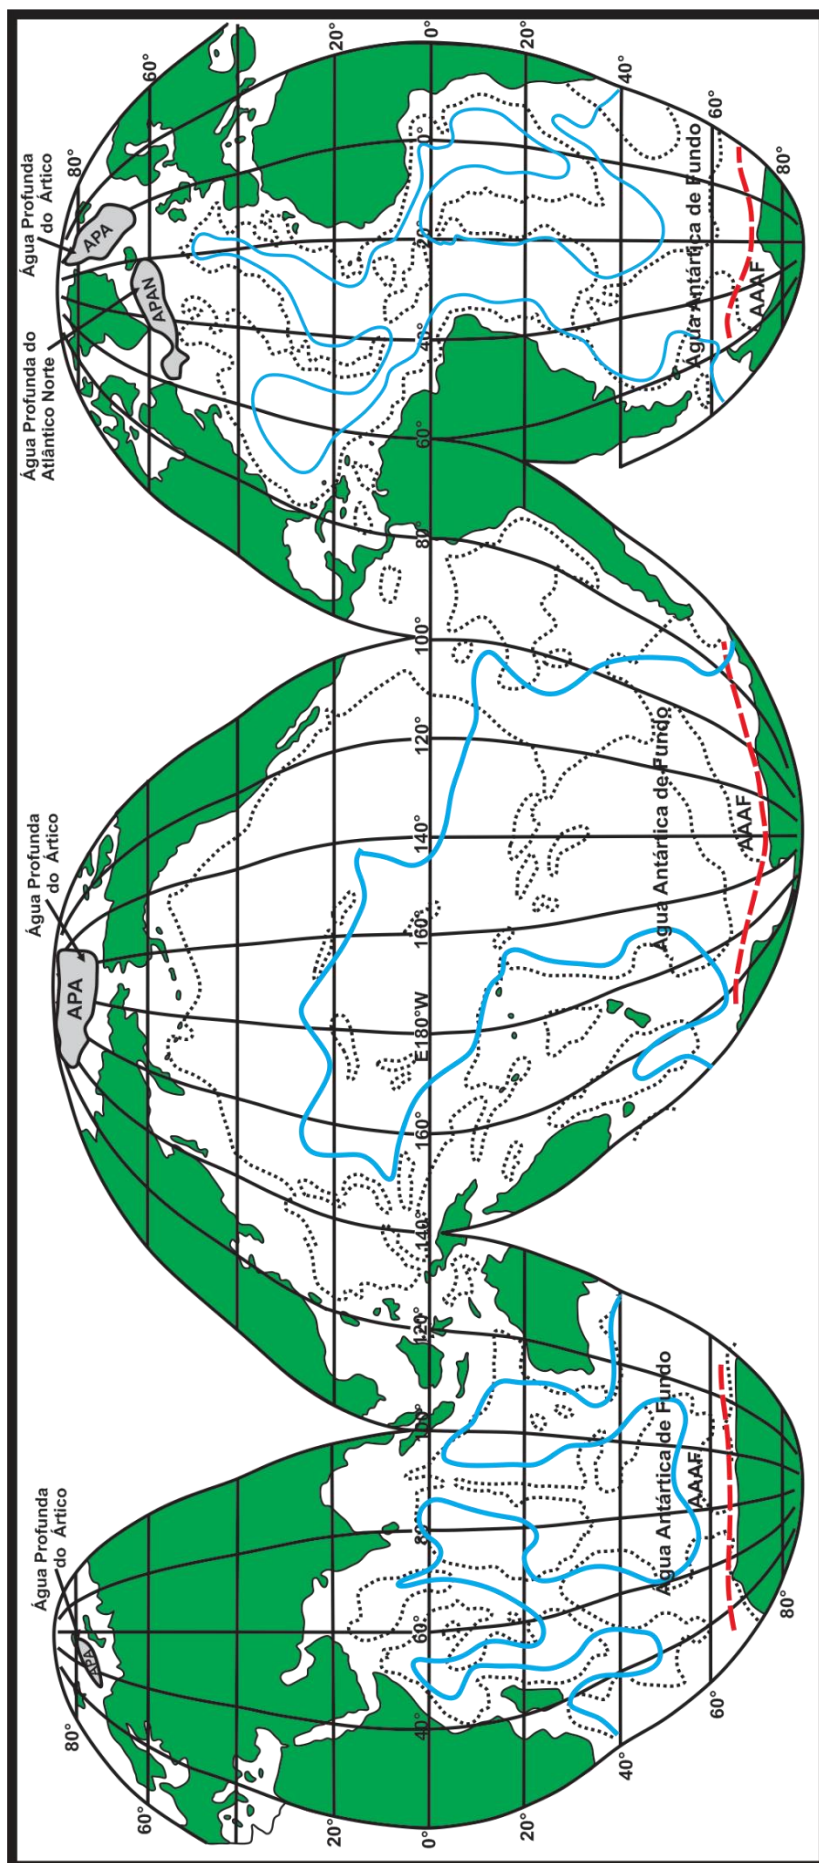 Água Profunda
do Ártico
Água Profunda
do Ártico
Água Profunda do
Atlântico Norte
Água Profunda
do Ártico
80°
APA
APA
APA
80°
60°
APAN
60°
20°
20°
0°
40°
60°
80°
100°
120°
140°
160°
E180°W
160°
140°
120°
100°
80°
60°
40°
20°
0°
0°
20°
20°
40°
40°
Água Antártica de Fundo
Água Antártica de Fundo
Água Antártica de Fundo
60°
AAAF
AAAF
AAAF
60°
80°
80°